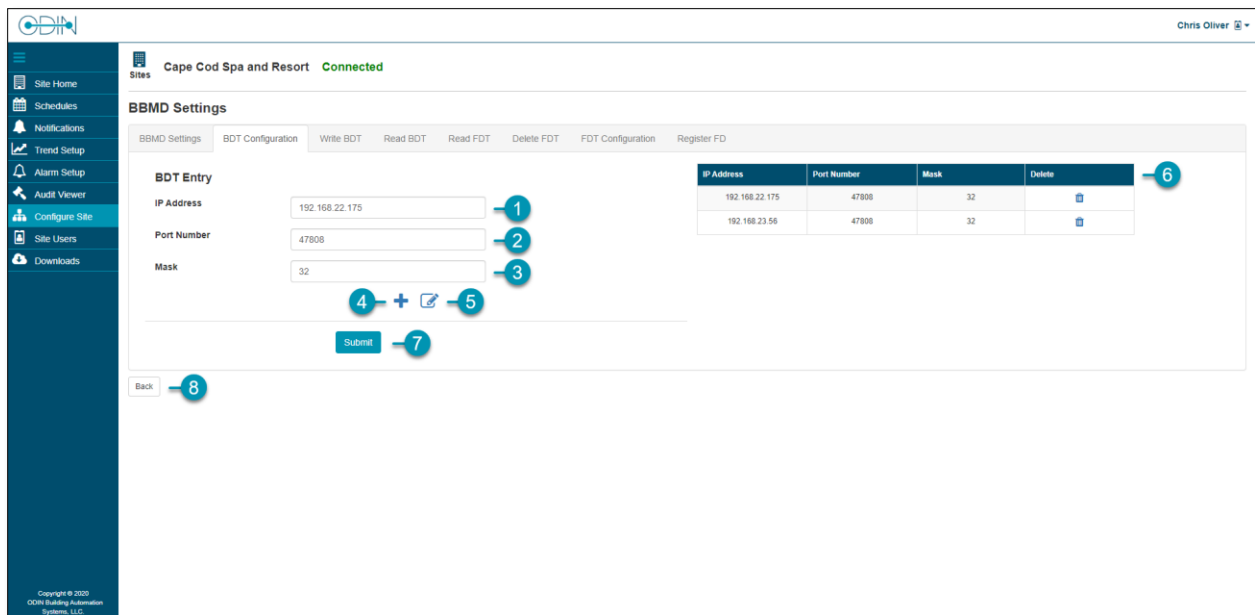 ODIN
Chris Oliver
Sites
Cape Cod Spa and Resort Connected
Site Home
Schedules
Notifications
Trend Setup
Alarm Setup
Audit Viewer
Configure Site
Site Users
Downloads
Copyright © 2020
ODIN Building Automation
Systems, LLC.
BBMD Settings
BBMD Settings BDT Configuration Write BDT Read BDT Read FDT Delete FDT FDT Configuration Register FD
BDT Entry
IP Address 192.168.22.175 1
Port Number 47808 2
Mask 32 3
4 5
Submit 7
IP Address Port Number Mask Delete 6
192.168.22.175 47808 32
192.168.23.56 47808 32
Back 8